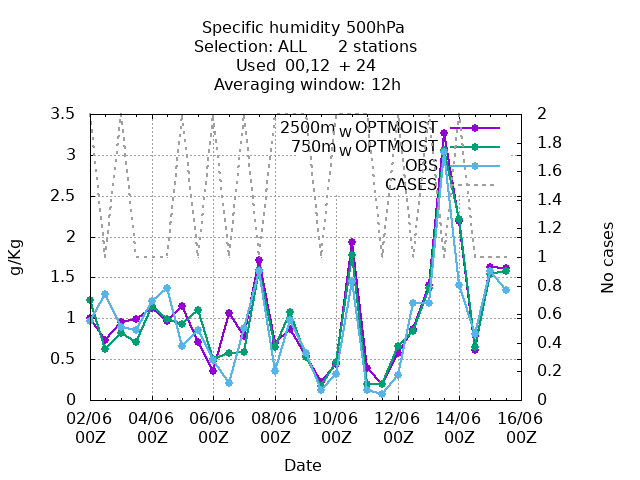 Specific humidity 500hPa
Selection: ALL 2 stations
Used 00,12 + 24
Averaging window: 12h
2500m_W OPTMOIST
750m_W OPTMOIST
OBS
CASES
g/Kg
3.5
3
2.5
2
1.5
1
0.5
0
No cases
2
1.8
1.6
1.4
1.2
1
0.8
0.6
0.4
0.2
0
02/06 04/06 06/06 08/06 10/06 12/06 14/06 16/06
00Z 00Z 00Z 00Z 00Z 00Z 00Z 00Z
Date